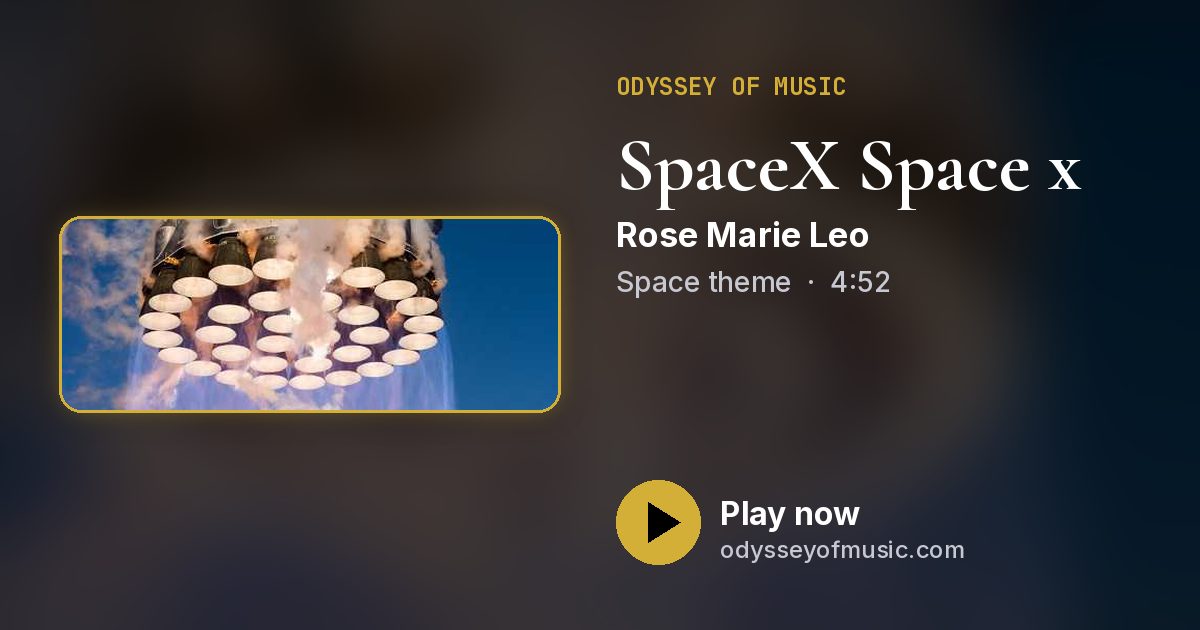 ODYSSEY OF MUSIC
SpaceX Space x
Rose Marie Leo
Space theme · 4:52
Play now
odysseyofmusic.com